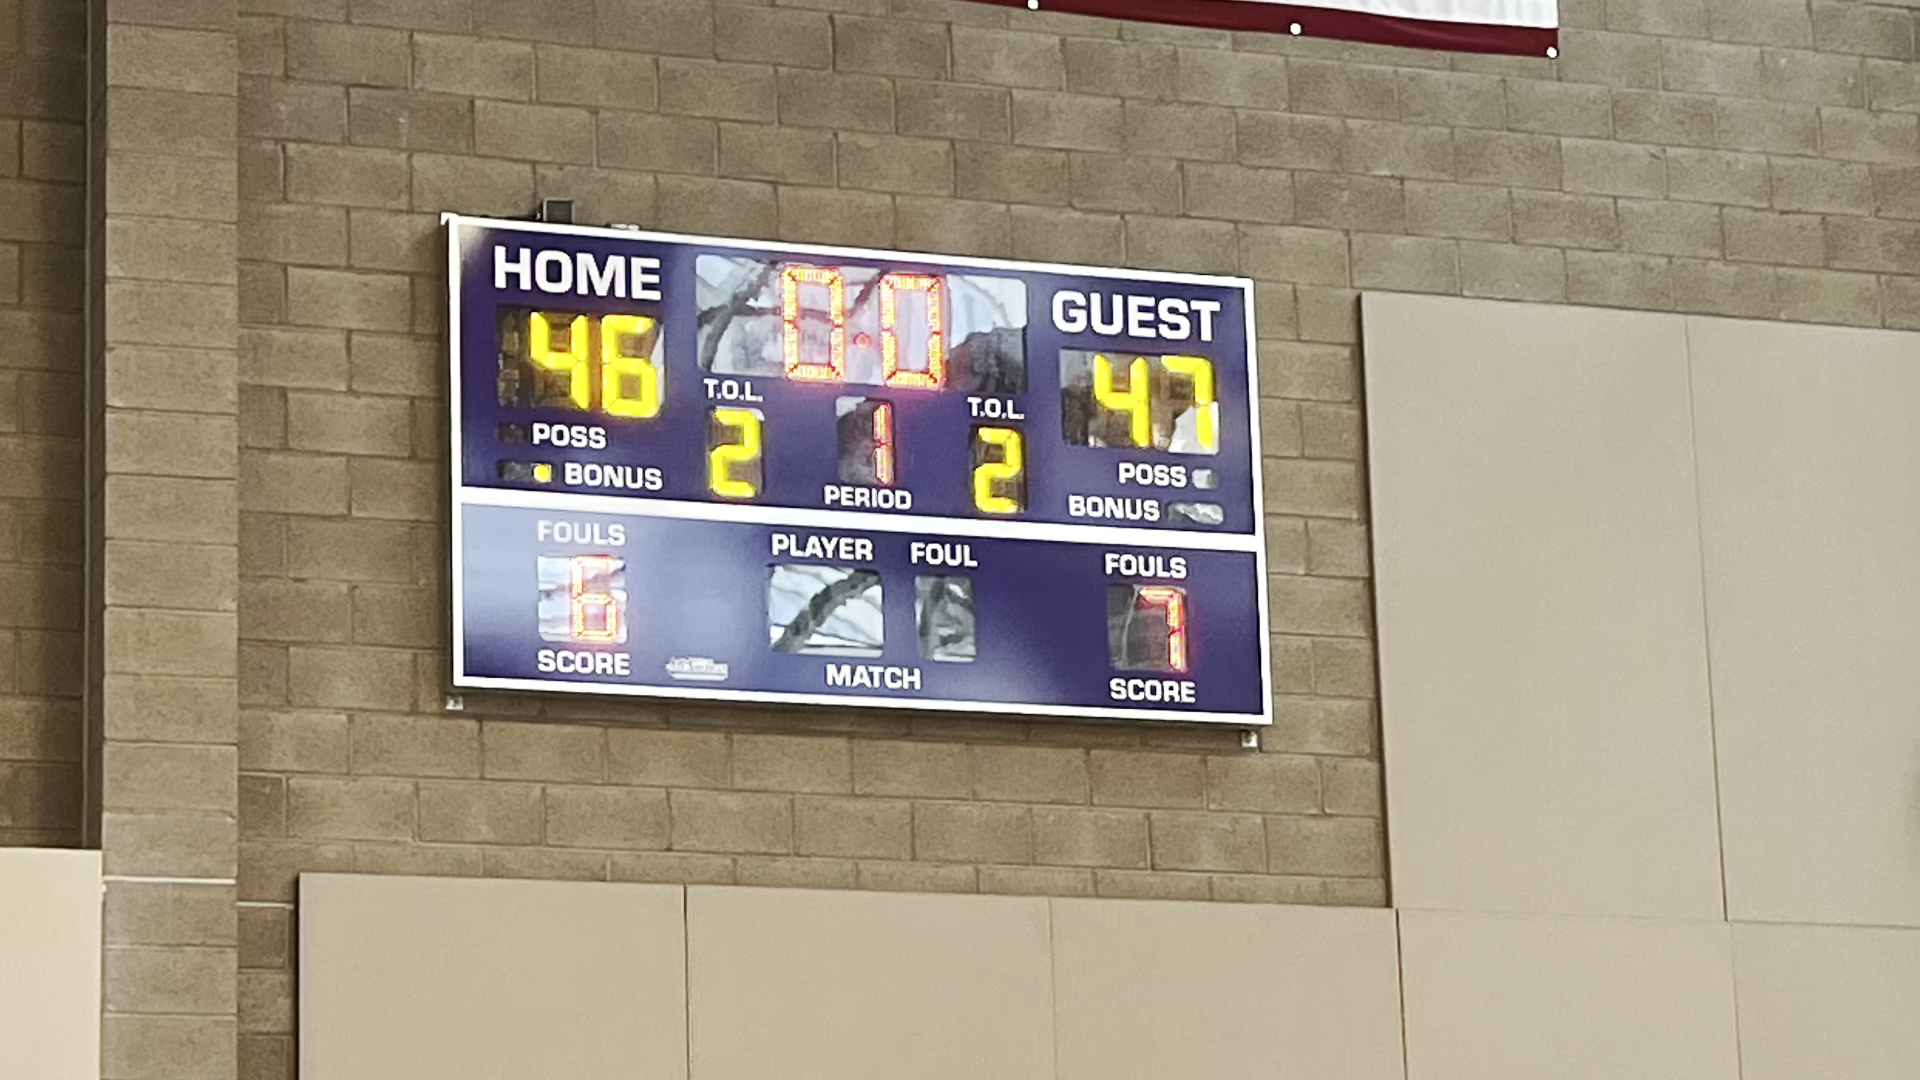 HOME
0.0
GUEST
46
47
T.O.L.
T.O.L.
POSS
2
1
2
POSS
BONUS
PERIOD
BONUS
FOULS
PLAYER
FOUL
FOULS
6
7
SCORE
MATCH
SCORE